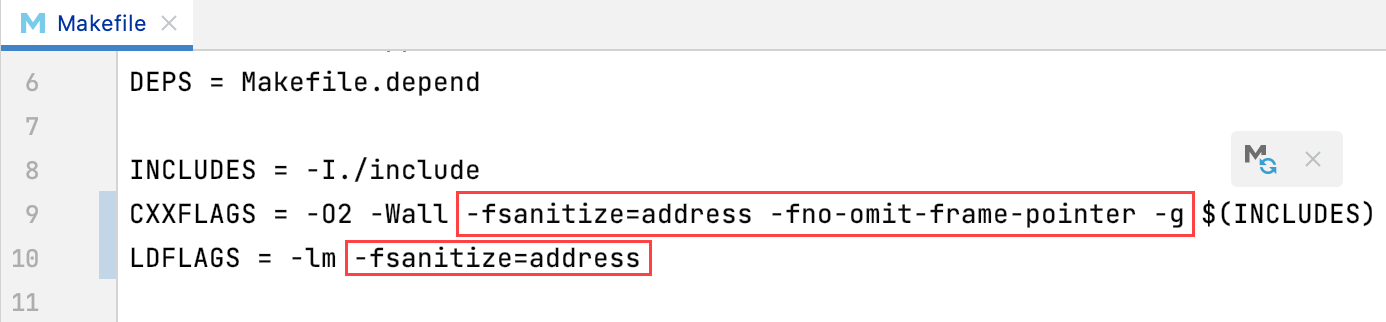 Makefile
6 DEPS = Makefile.depend
7
8 INCLUDES = -I./include
9 CXXFLAGS = -O2 -Wall -fsanitize=address -fno-omit-frame-pointer -g $(INCLUDES)
10 LDFLAGS = -lm -fsanitize=address
11